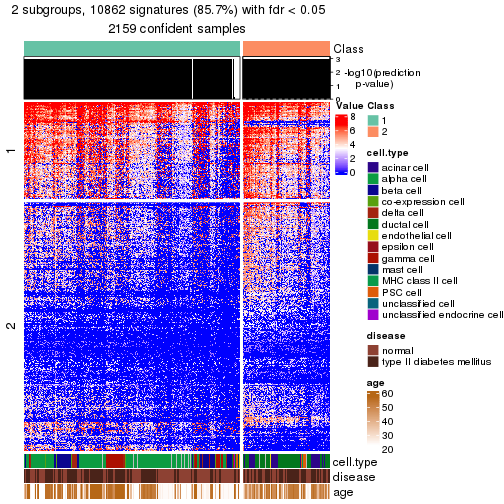 2 subgroups, 10862 signatures (85.7%) with fdr < 0.05
2159 confident samples
Class
3
2
1
0
-log10(prediction
p-value)
1
2
Value
8
6
4
2
0
Class
1
2
cell.type
acinar cell
alpha cell
beta cell
co-expression cell
delta cell
ductal cell
endothelial cell
epsilon cell
gamma cell
mast cell
MHC class II cell
PSC cell
unclassified cell
unclassified endocrine cell
disease
normal
type II diabetes mellitus
age
60
50
40
30
20
cell.type
disease
age